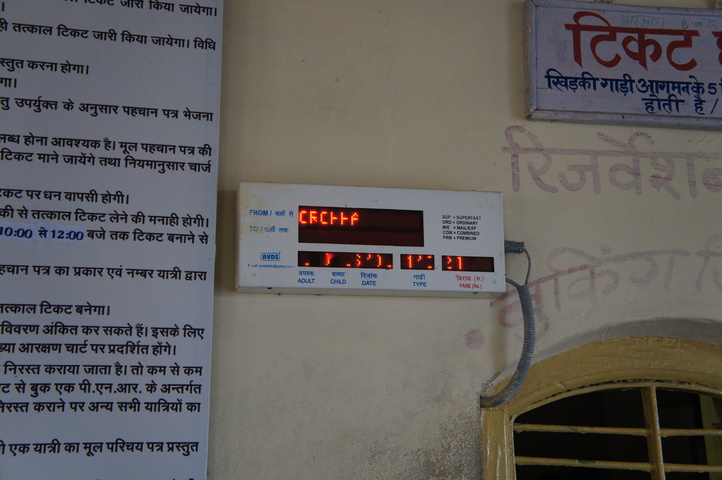 टिकट जारी किया जायेगा।
ही तत्काल टिकट जारी किया जायेगा। विधि
स्तुत करना होगा।
गा।
तु उपर्युक्त के अनुसार पहचान पत्र भेजना
लब्ध होना आवश्यक है। मूल पहचान पत्र की
टिकट माने जायेंगे तथा नियमानुसार चार्ज
कट पर धन वापसी होगी।
की से तत्काल टिकट लेने की मनाही होगी।
10:00 से 12:00 बजे तक टिकट बनाने से
हचान पत्र का प्रकार एवं नम्बर यात्री द्वारा
तत्काल टिकट बनेगा।
विवरण अंकित कर सकते हैं। इसके लिए
ख्या आरक्षण चार्ट पर प्रदर्शित होंगे।
निरस्त कराया जाता है। तो कम से कम
ट से बुक एक पी.एन.आर. के अन्तर्गत
निरस्त कराने पर अन्य सभी यात्रियों का
ी एक यात्री का मूल परिचय पत्र प्रस्तुत
FROM / कहाँ से
TO / कहाँ तक
SUP = SUPERFAST
ORD = ORDINARY
M/E = MAIL/EXP
COM = COMBINED
PRM = PREMIUM
AVDS
वयस्क बच्चा दिनांक गाड़ी किराया (रू.)
ADULT CHILD DATE TYPE FARE (Rs.)
टिकट
खिड़की गाड़ी आगमन के 5
होती है /
रिजर्वेशन
बुकिंग